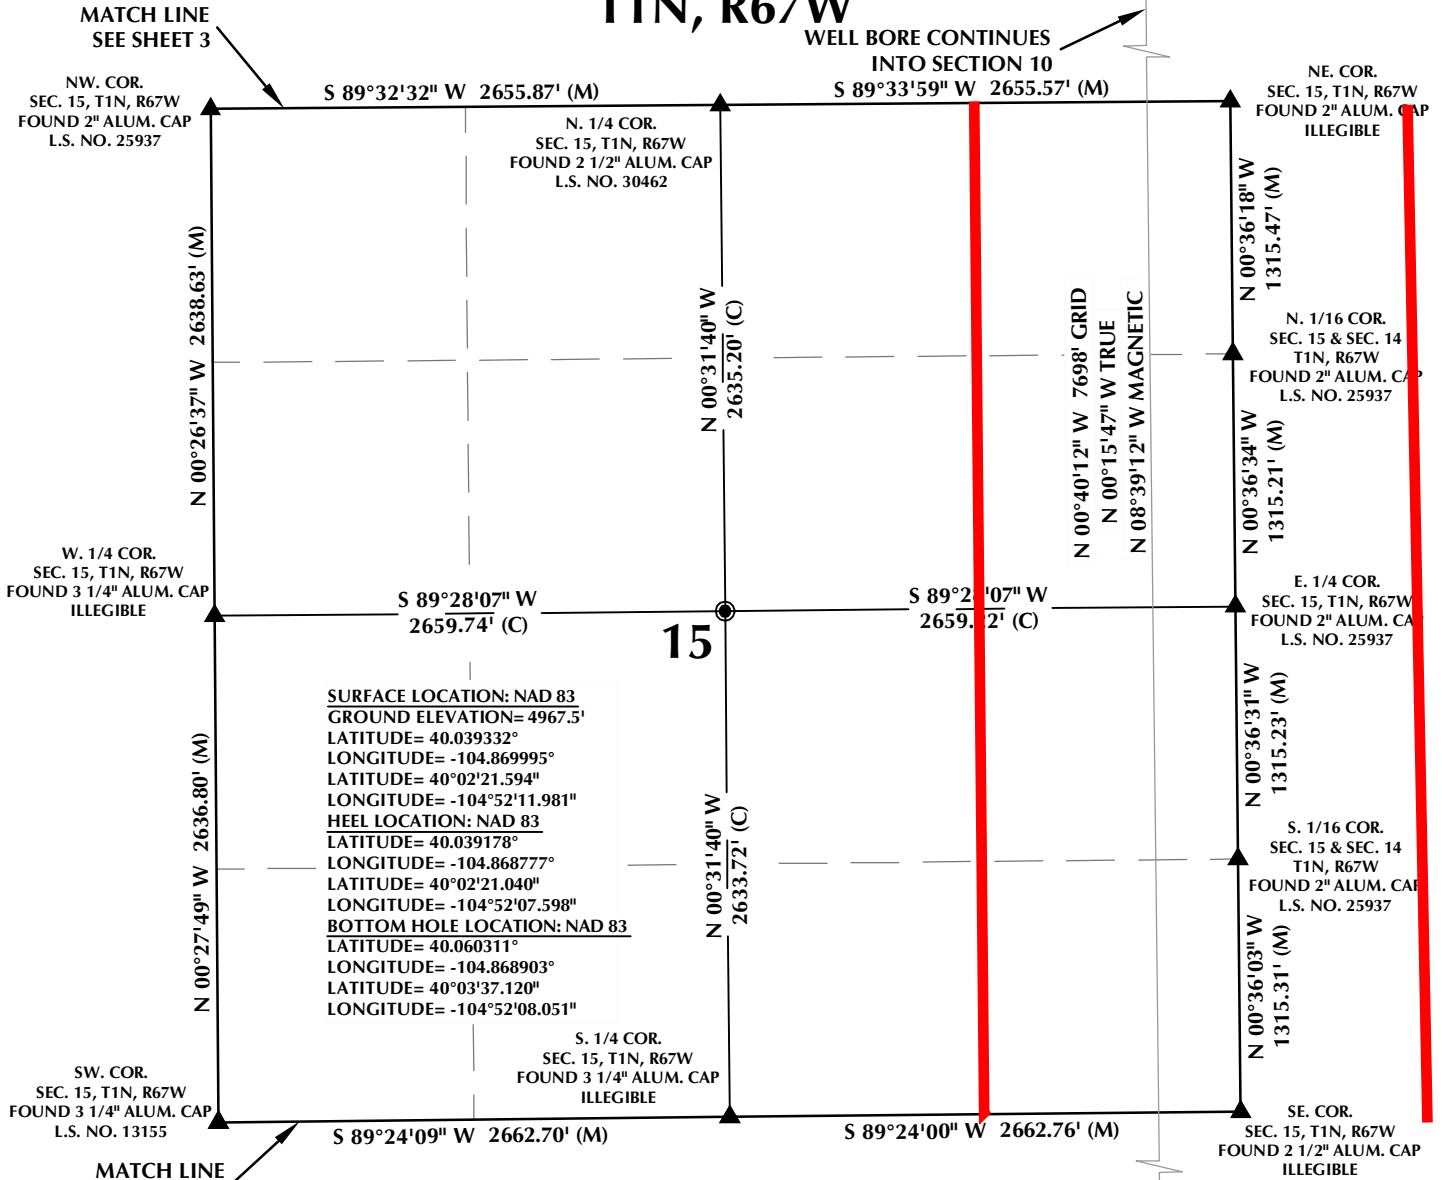 T1N, R67W
MATCH LINE
SEE SHEET 3
WELL BORE CONTINUES
INTO SECTION 10
NW. COR.
SEC. 15, T1N, R67W
FOUND 2" ALUM. CAP
L.S. NO. 25937
S 89°32'32" W 2655.87' (M)
N. 1/4 COR.
SEC. 15, T1N, R67W
FOUND 2 1/2" ALUM. CAP
L.S. NO. 30462
S 89°33'59" W 2655.57' (M)
NE. COR.
SEC. 15, T1N, R67W
FOUND 2" ALUM. CAP
ILLEGIBLE
N 00°26'37" W 2638.63' (M)
N 00°31'40" W
2635.20' (C)
N 00°40'12" W 7698' GRID
N 00°15'47" W TRUE
N 08°39'12" W MAGNETIC
N 00°36'18" W
1315.47' (M)
N. 1/16 COR.
SEC. 15 & SEC. 14
T1N, R67W
FOUND 2" ALUM. CAP
L.S. NO. 25937
N 00°36'34" W
1315.21' (M)
W. 1/4 COR.
SEC. 15, T1N, R67W
FOUND 3 1/4" ALUM. CAP
ILLEGIBLE
S 89°28'07" W
2659.74' (C)
15
S 89°28'07" W
2659.22' (C)
E. 1/4 COR.
SEC. 15, T1N, R67W
FOUND 2" ALUM. CAP
L.S. NO. 25937
SURFACE LOCATION: NAD 83
GROUND ELEVATION= 4967.5'
LATITUDE= 40.039332°
LONGITUDE= -104.869995°
LATITUDE= 40°02'21.594"
LONGITUDE= -104°52'11.981"
HEEL LOCATION: NAD 83
LATITUDE= 40.039178°
LONGITUDE= -104.868777°
LATITUDE= 40°02'21.040"
LONGITUDE= -104°52'07.598"
BOTTOM HOLE LOCATION: NAD 83
LATITUDE= 40.060311°
LONGITUDE= -104.868903°
LATITUDE= 40°03'37.120"
LONGITUDE= -104°52'08.051"
N 00°27'49" W 2636.80' (M)
N 00°31'40" W
2633.72' (C)
N 00°36'31" W
1315.23' (M)
S. 1/16 COR.
SEC. 15 & SEC. 14
T1N, R67W
FOUND 2" ALUM. CAP
L.S. NO. 25937
N 00°36'03" W
1315.31' (M)
SW. COR.
SEC. 15, T1N, R67W
FOUND 3 1/4" ALUM. CAP
L.S. NO. 13155
S 89°24'09" W 2662.70' (M)
S. 1/4 COR.
SEC. 15, T1N, R67W
FOUND 3 1/4" ALUM. CAP
ILLEGIBLE
S 89°24'00" W 2662.76' (M)
SE. COR.
SEC. 15, T1N, R67W
FOUND 2 1/2" ALUM. CAP
ILLEGIBLE
MATCH LINE